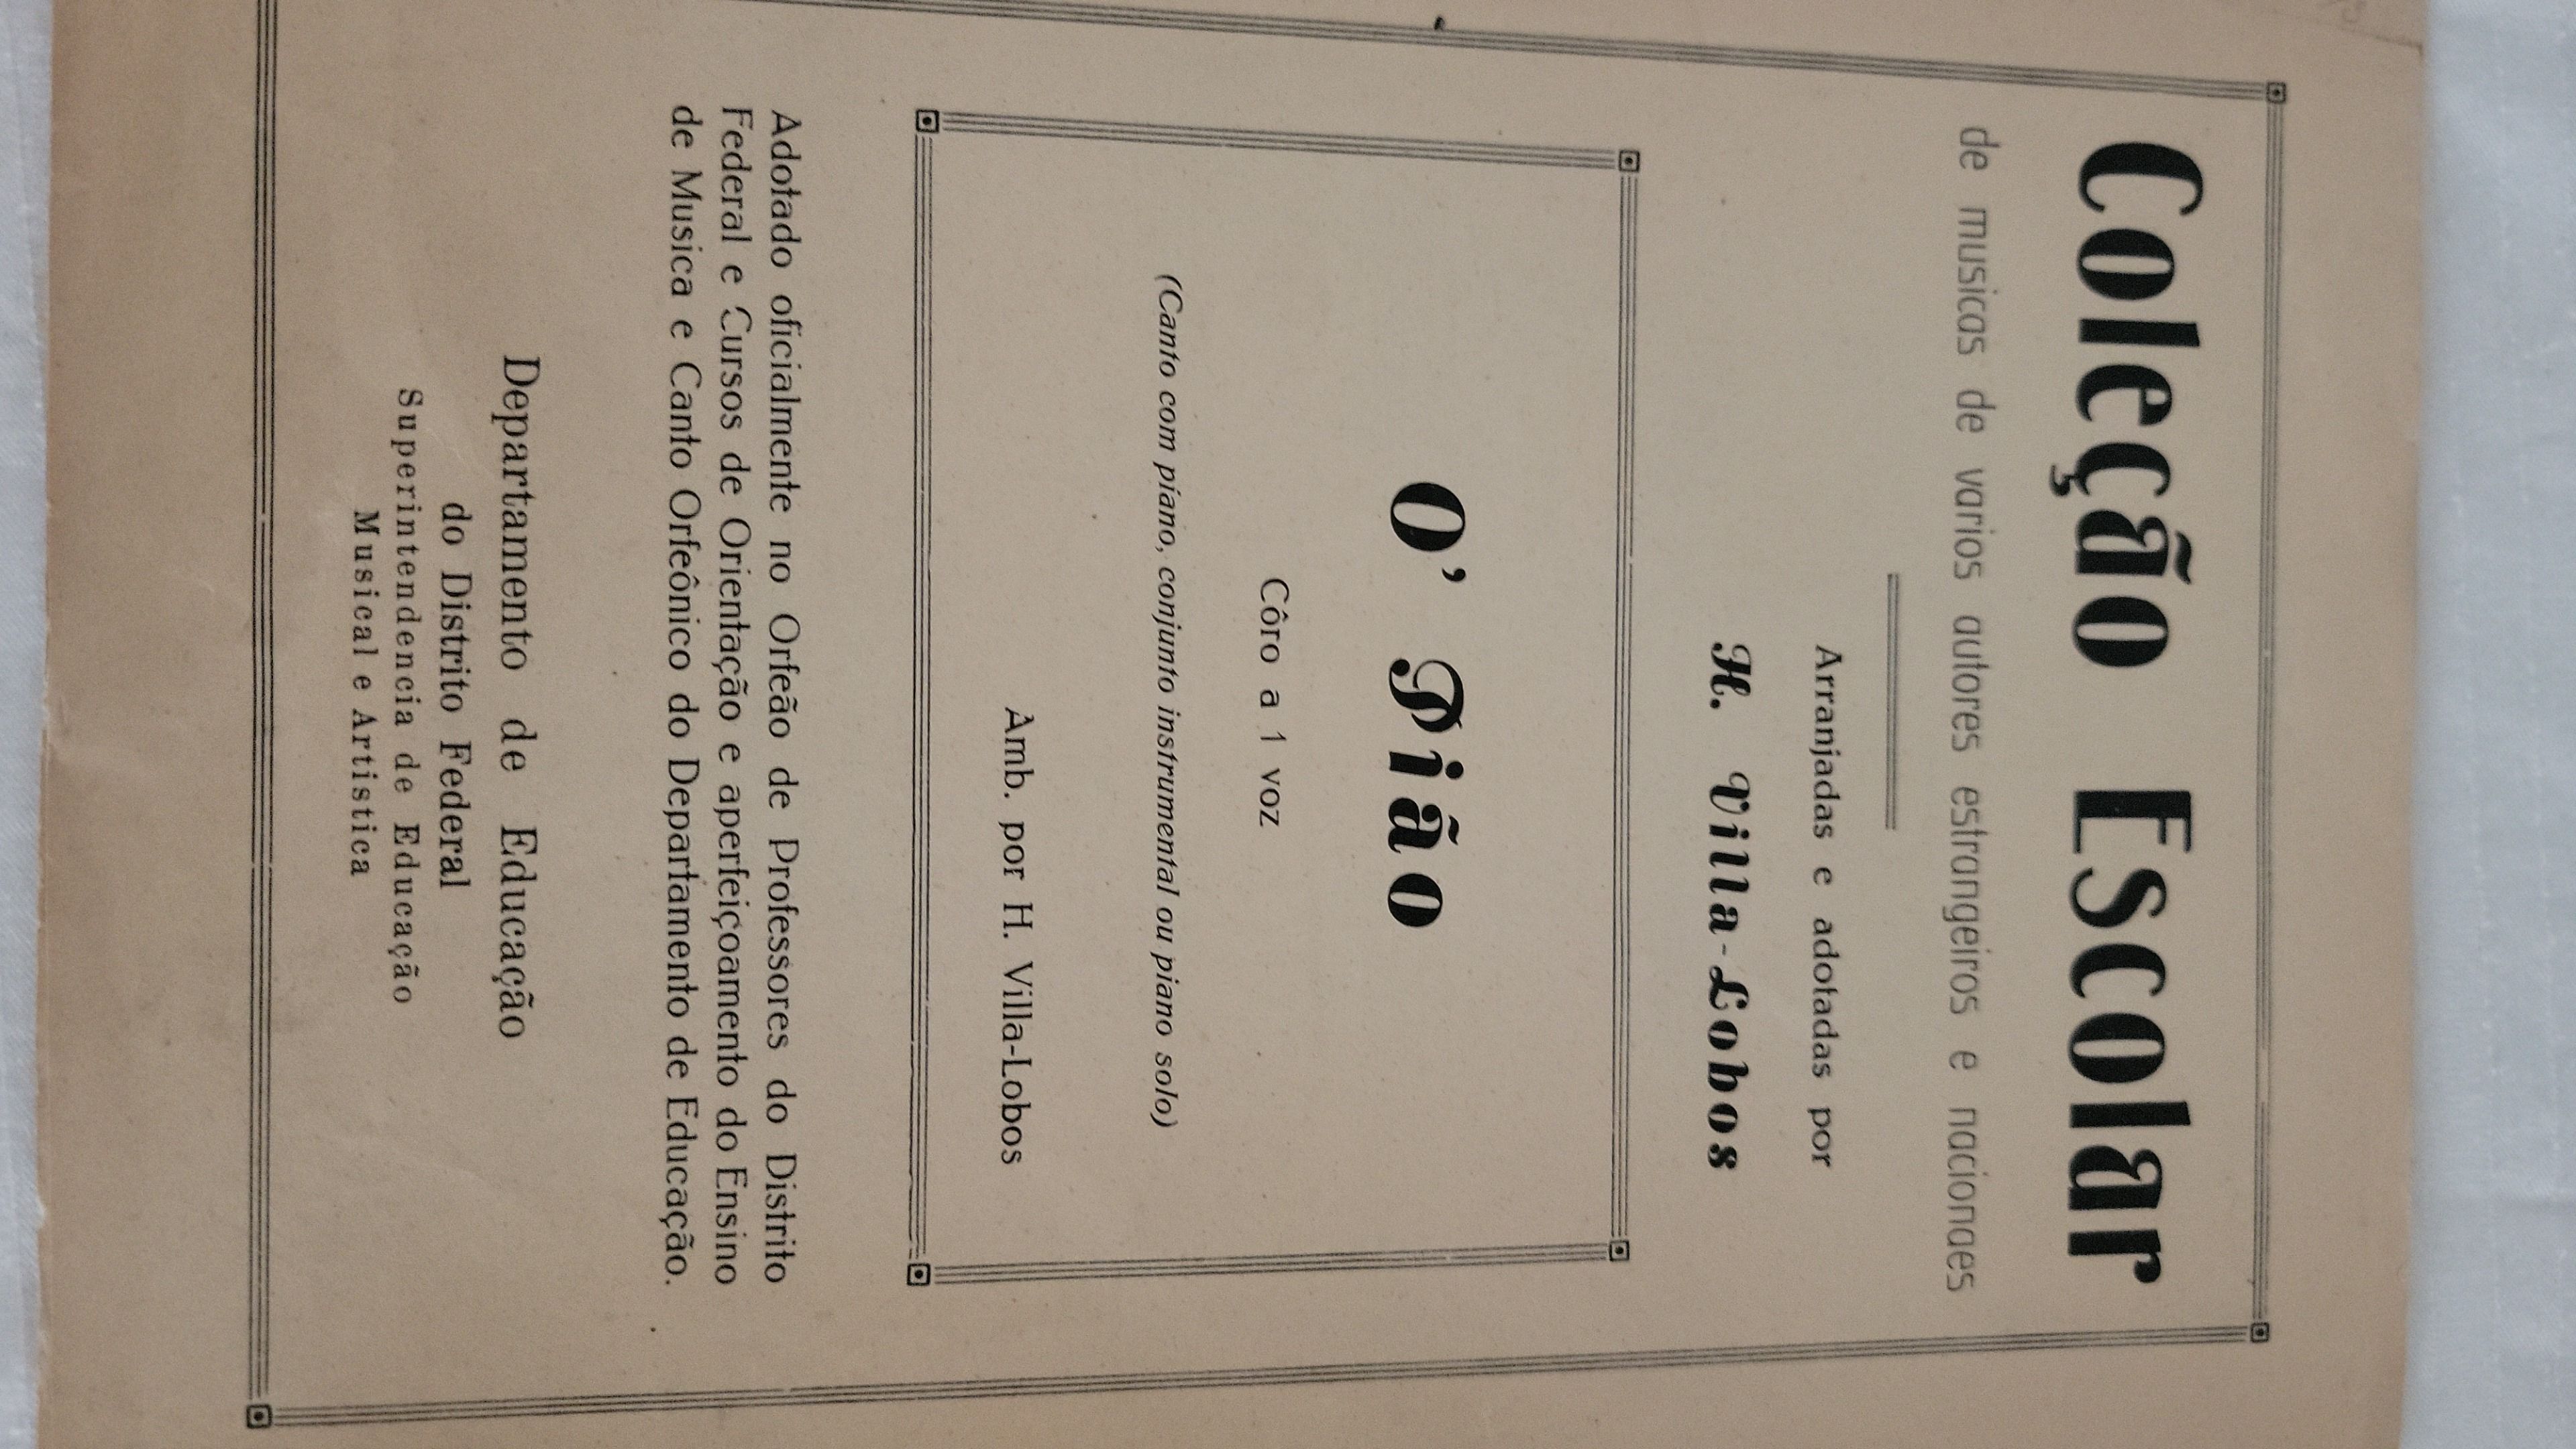 Coleção Escolar
de musicas de varios autores estrangeiros e nacionaes
Arranjadas e adotadas por
H. Villa-Lobos
O' Pião
Côro a 1 voz
(Canto com piano, conjunto instrumental ou piano solo)
Amb. por H. Villa-Lobos
Adotado oficialmente no Orfeão de Professores do Distrito
Federal e Cursos de Orientação e aperfeiçoamento do Ensino
de Musica e Canto Orfeônico do Departamento de Educação.
Departamento de Educação
do Distrito Federal
Superintendencia de Educação
Musical e Artistica